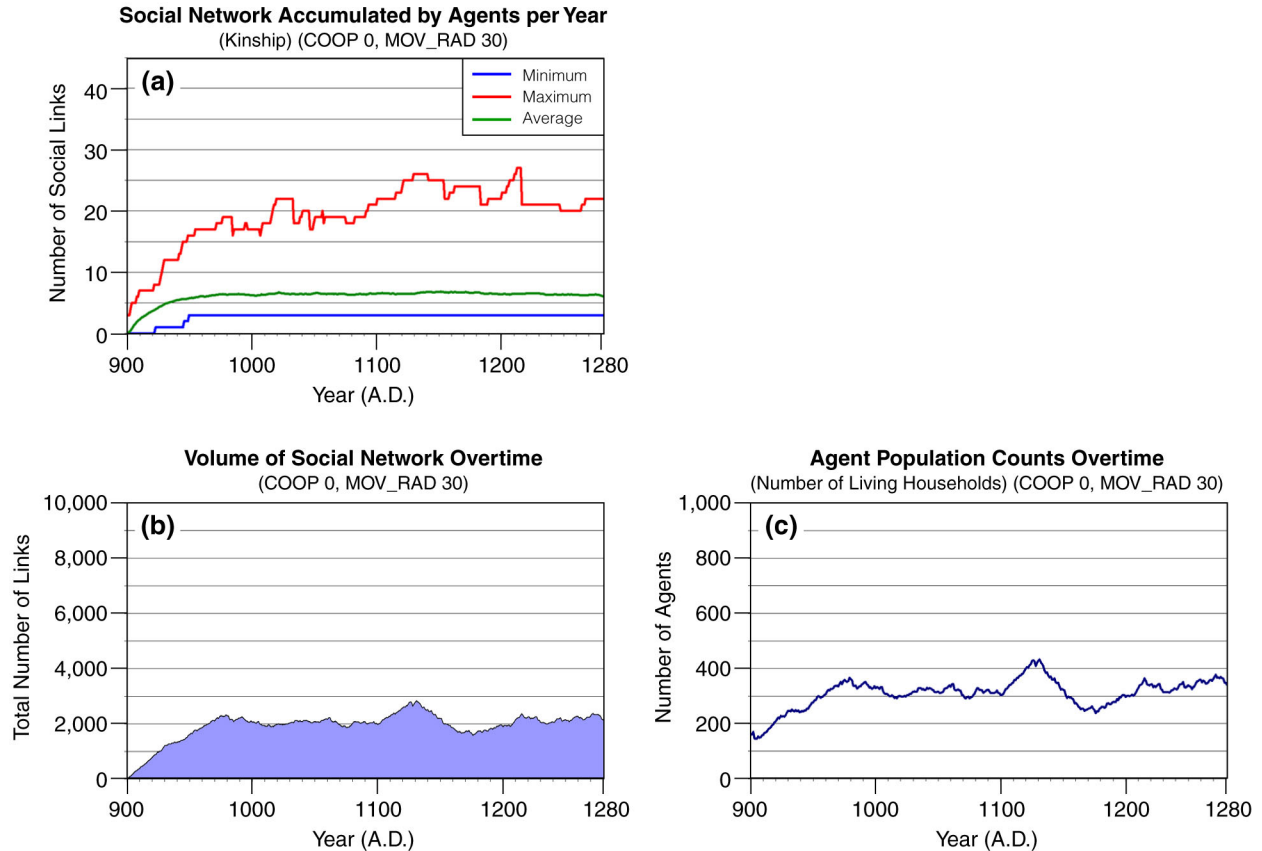 Social Network Accumulated by Agents per Year
(Kinship) (COOP 0, MOV_RAD 30)
(a)
Minimum
Maximum
Average
Number of Social Links
40
30
20
10
0
900 1000 1100 1200 1280
Year (A.D.)
Volume of Social Network Overtime
(COOP 0, MOV_RAD 30)
(b)
Total Number of Links
10,000
8,000
6,000
4,000
2,000
0
900 1000 1100 1200 1280
Year (A.D.)
Agent Population Counts Overtime
(Number of Living Households) (COOP 0, MOV_RAD 30)
(c)
Number of Agents
1,000
800
600
400
200
0
900 1000 1100 1200 1280
Year (A.D.)